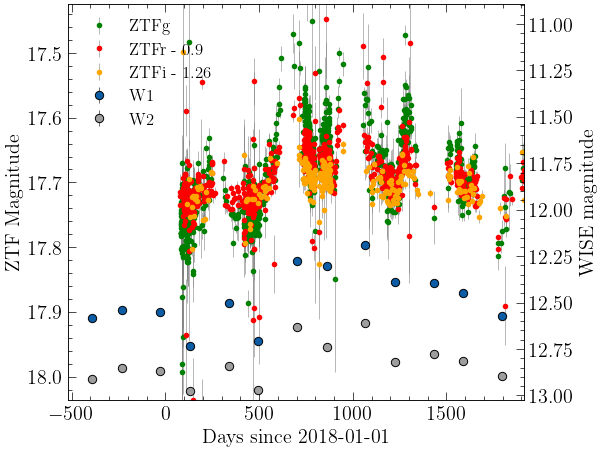 ZTFg
ZTFr - 0.9
ZTFi - 1.26
W1
W2
17.5
17.6
17.7
17.8
17.9
18.0
ZTF Magnitude
11.00
11.25
11.50
11.75
12.00
12.25
12.50
12.75
13.00
WISE magnitude
−500 0 500 1000 1500
Days since 2018-01-01